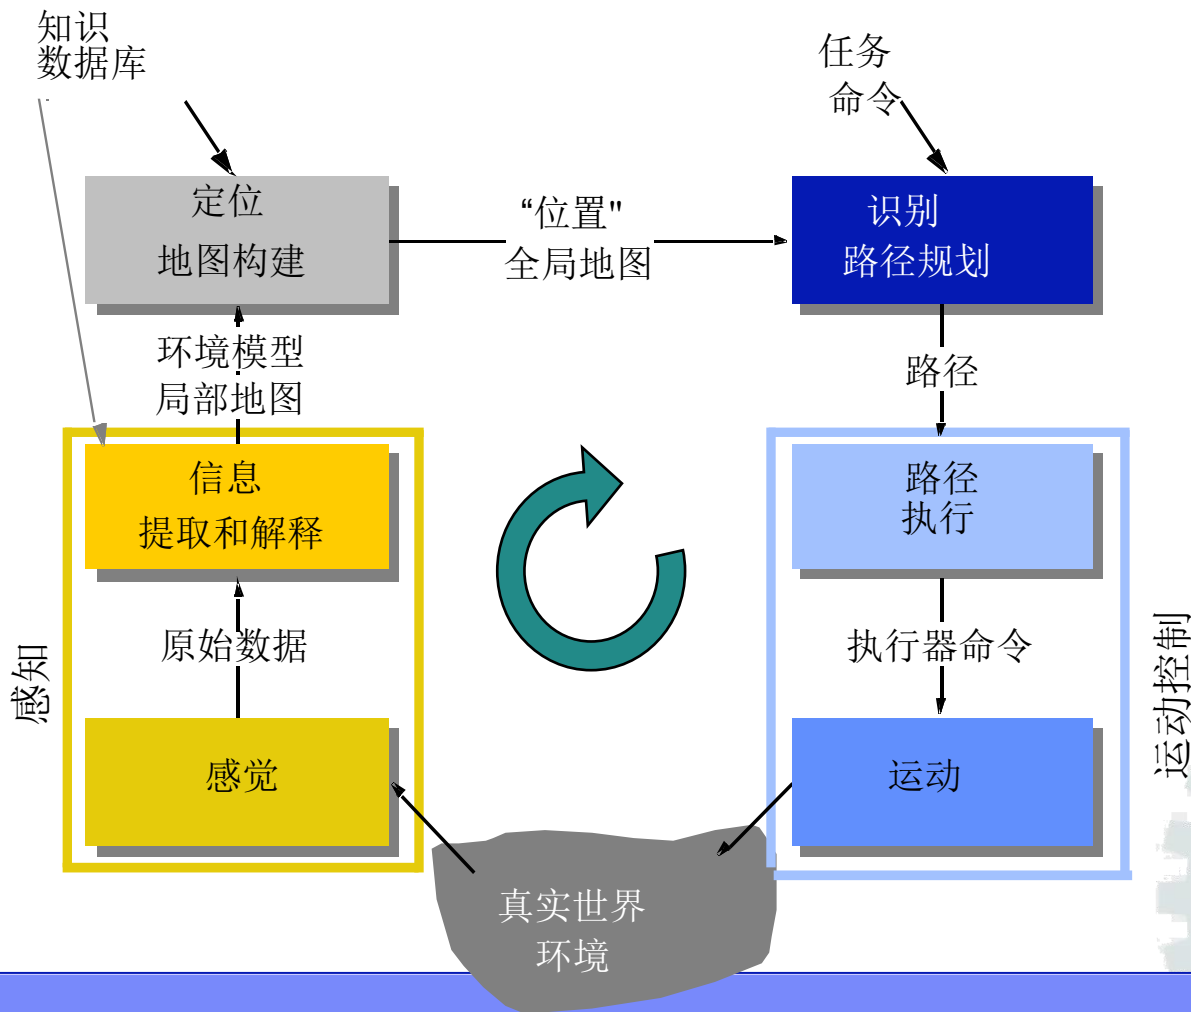 知识
数据库
任务
命令
定位
地图构建
“位置"
全局地图
识别
路径规划
环境模型
局部地图
路径
信息
提取和解释
路径
执行
原始数据
执行器命令
感知
运动控制
感觉
运动
真实世界
环境